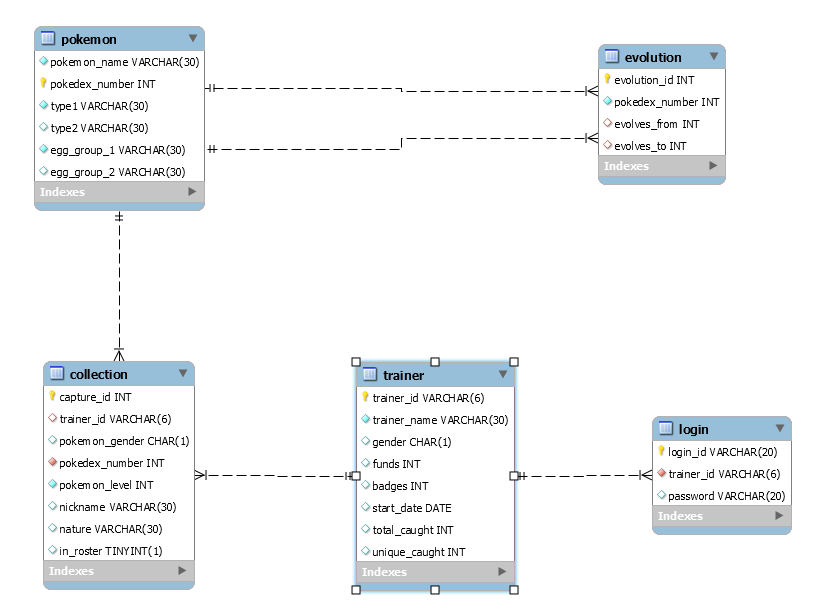 pokemon
pokemon_name VARCHAR(30)
pokedex_number INT
type1 VARCHAR(30)
type2 VARCHAR(30)
egg_group_1 VARCHAR(30)
egg_group_2 VARCHAR(30)
Indexes
evolution
evolution_id INT
pokedex_number INT
evolves_from INT
evolves_to INT
Indexes
collection
capture_id INT
trainer_id VARCHAR(6)
pokemon_gender CHAR(1)
pokedex_number INT
pokemon_level INT
nickname VARCHAR(30)
nature VARCHAR(30)
in_roster TINYINT(1)
Indexes
trainer
trainer_id VARCHAR(6)
trainer_name VARCHAR(30)
gender CHAR(1)
funds INT
badges INT
start_date DATE
total_caught INT
unique_caught INT
Indexes
login
login_id VARCHAR(20)
trainer_id VARCHAR(6)
password VARCHAR(20)
Indexes